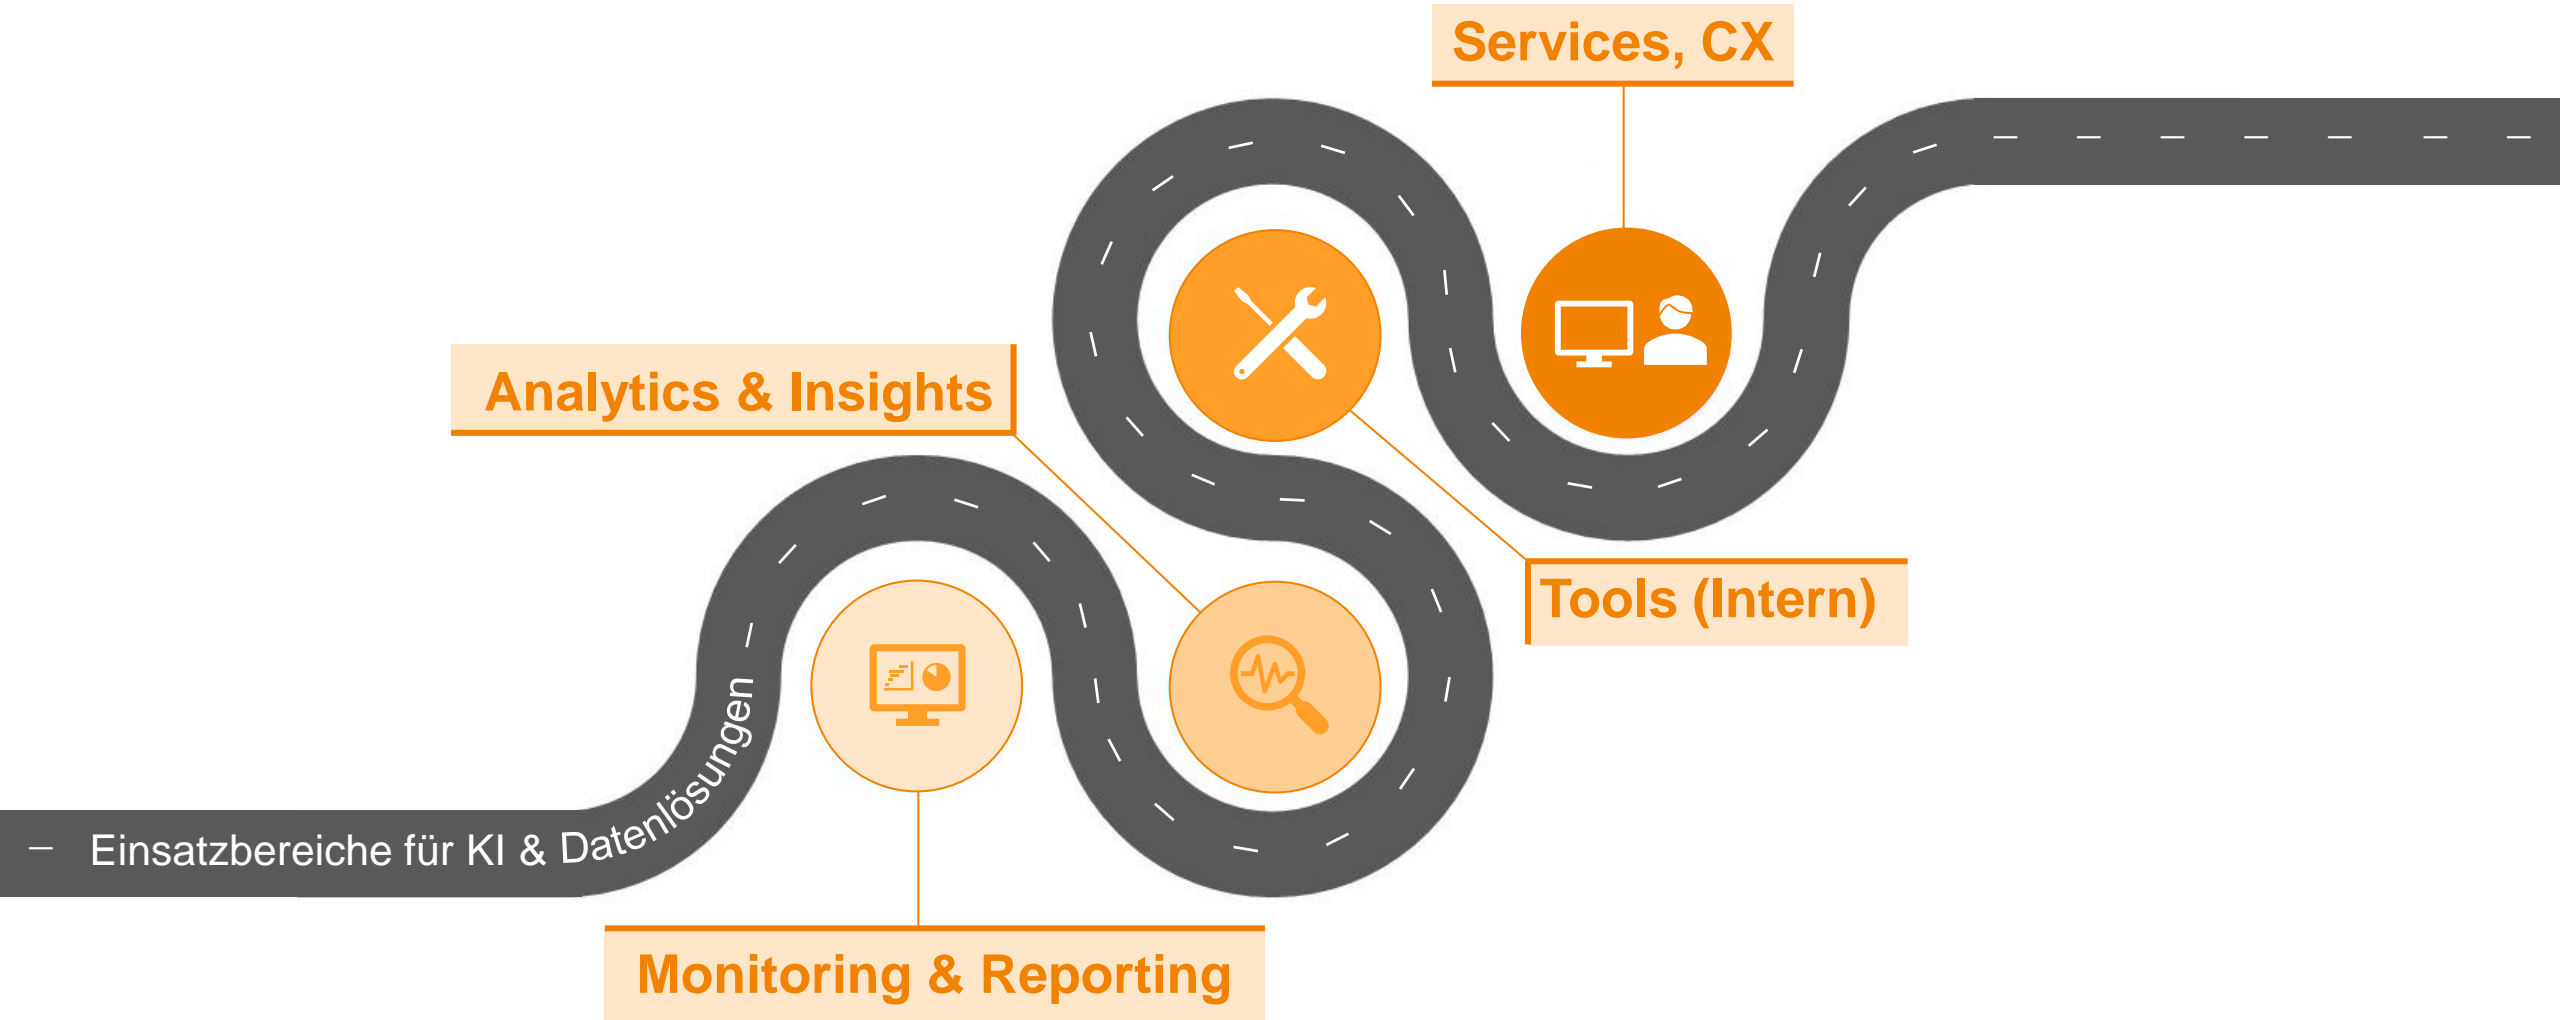 Services, CX
Analytics & Insights
Tools (Intern)
Einsatzbereiche für KI & Datenlösungen
Monitoring & Reporting